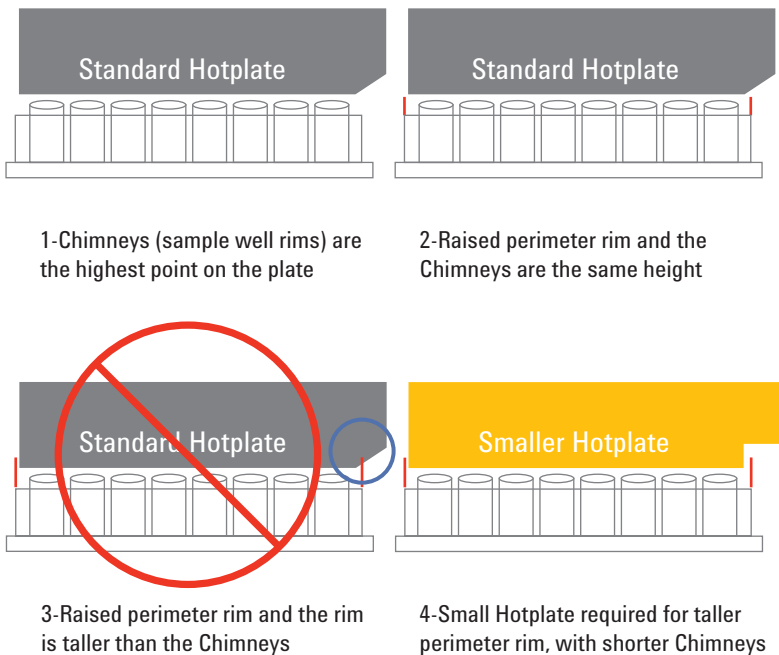 Standard Hotplate
Standard Hotplate
1-Chimneys (sample well rims) are
the highest point on the plate
2-Raised perimeter rim and the
Chimneys are the same height
Standard Hotplate
Smaller Hotplate
3-Raised perimeter rim and the rim
is taller than the Chimneys
4-Small Hotplate required for taller
perimeter rim, with shorter Chimneys